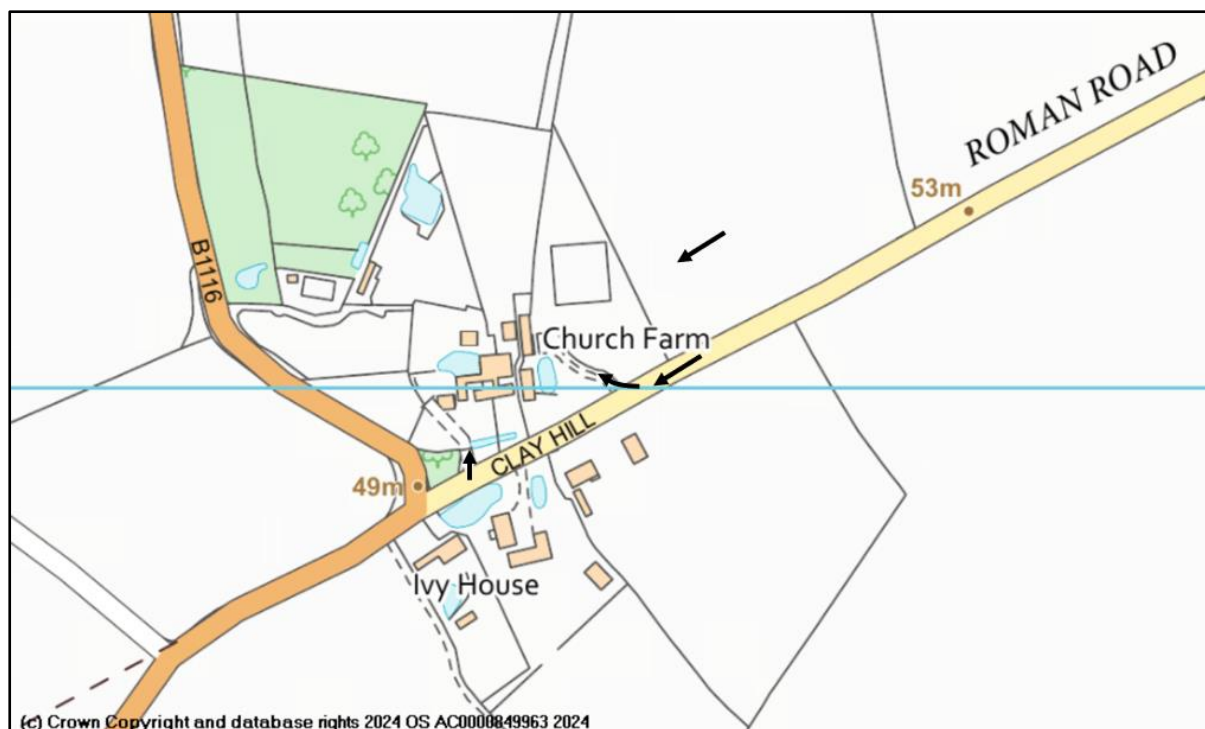 ROMAN ROAD
53m
B1116
Church Farm
CLAY HILL
49m
Ivy House
(c) Crown Copyright and database rights 2024 OS AC0000849963 2024